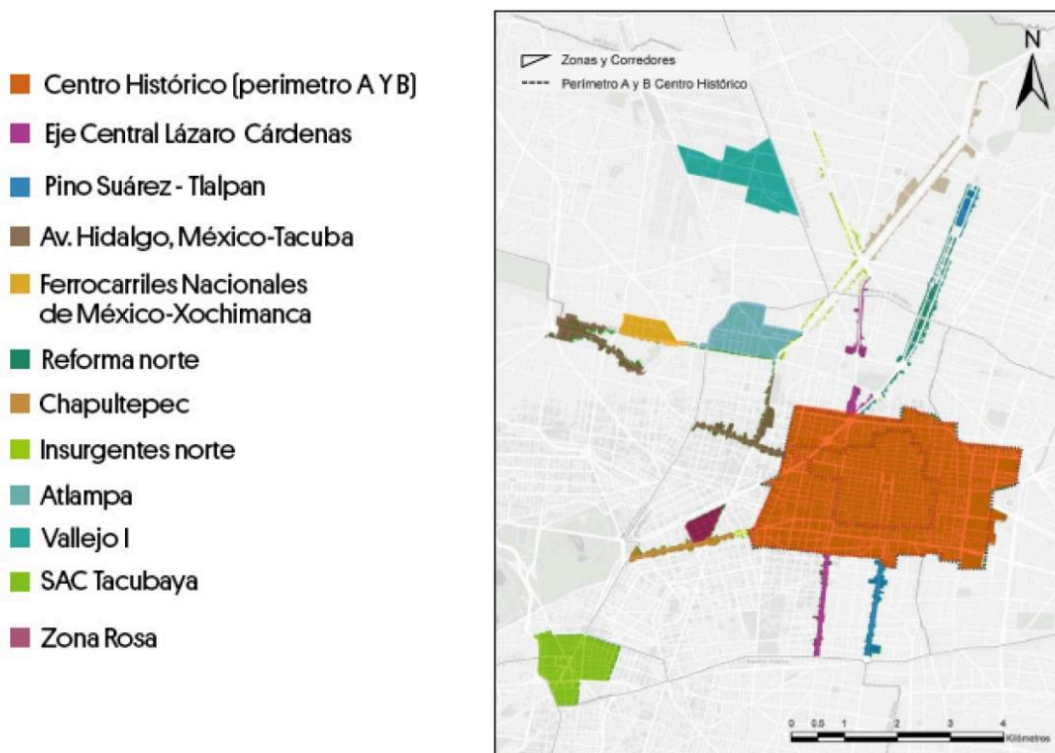 Centro Histórico (perimetro A Y B)
Eje Central Lázaro Cárdenas
Pino Suárez - Tlalpan
Av. Hidalgo, México-Tacuba
Ferrocarriles Nacionales
de México-Xochimanca
Reforma norte
Chapultepec
Insurgentes norte
Atlampa
Vallejo I
SAC Tacubaya
Zona Rosa
Zonas y Corredores
Perímetro A y B Centro Histórico
N
0 0.5 1 2 3 4
Kilómetros